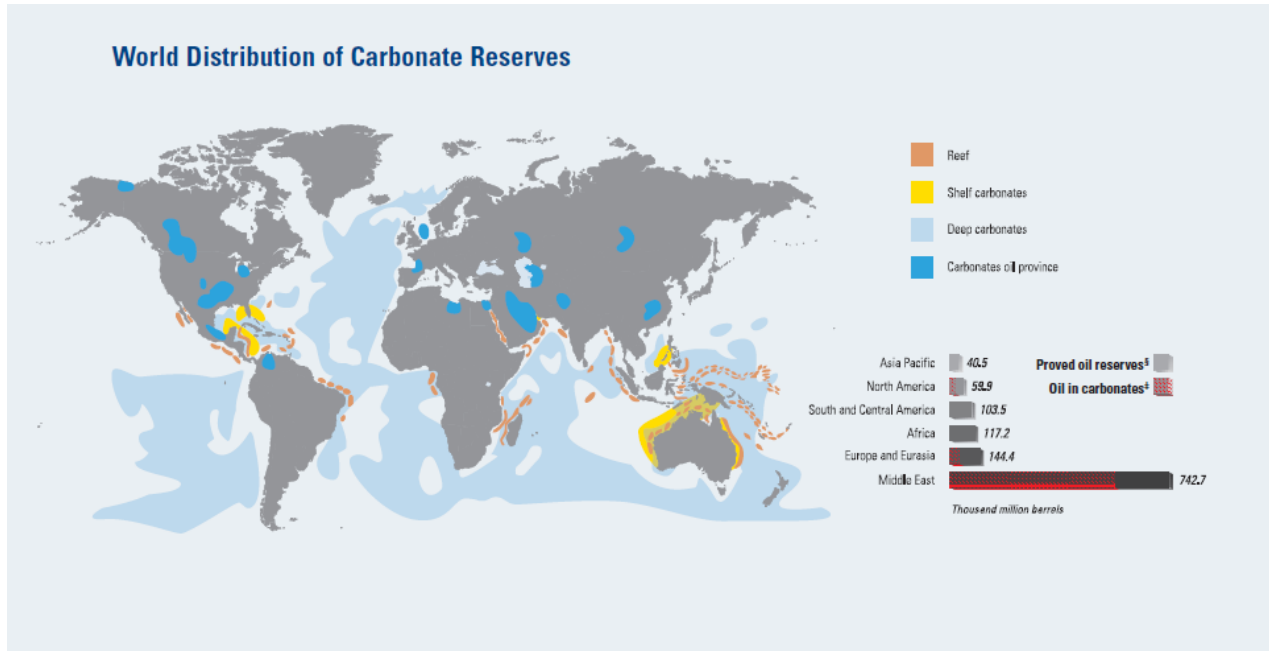 World Distribution of Carbonate Reserves
Reef
Shelf carbonates
Deep carbonates
Carbonates oil province
Asia Pacific 40.5 Proved oil reserves§
North America 59.9 Oil in carbonates‡
South and Central America 103.5
Africa 117.2
Europe and Eurasia 144.4
Middle East 742.7
Thousand million barrels